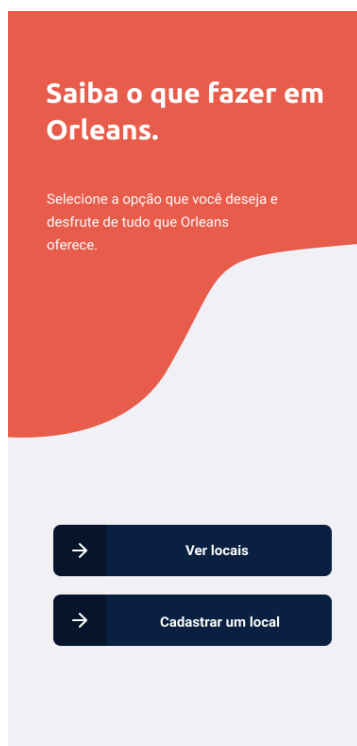 Saiba o que fazer em
Orleans.
Selecione a opção que você deseja e
desfrute de tudo que Orleans
oferece.
Ver locais
Cadastrar um local